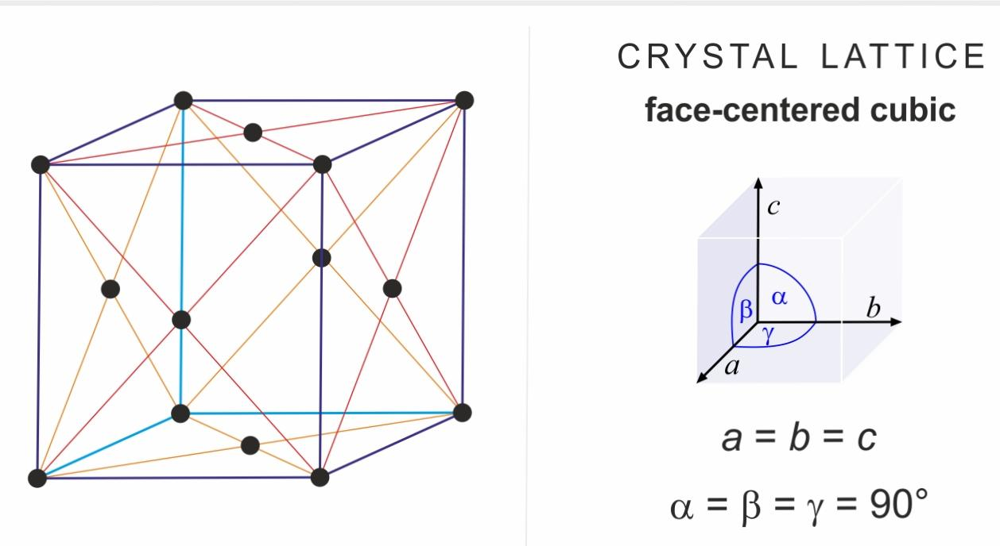 CRYSTAL LATTICE
face-centered cubic
c
β α
b
γ
a
a = b = c
α = β = γ = 90°